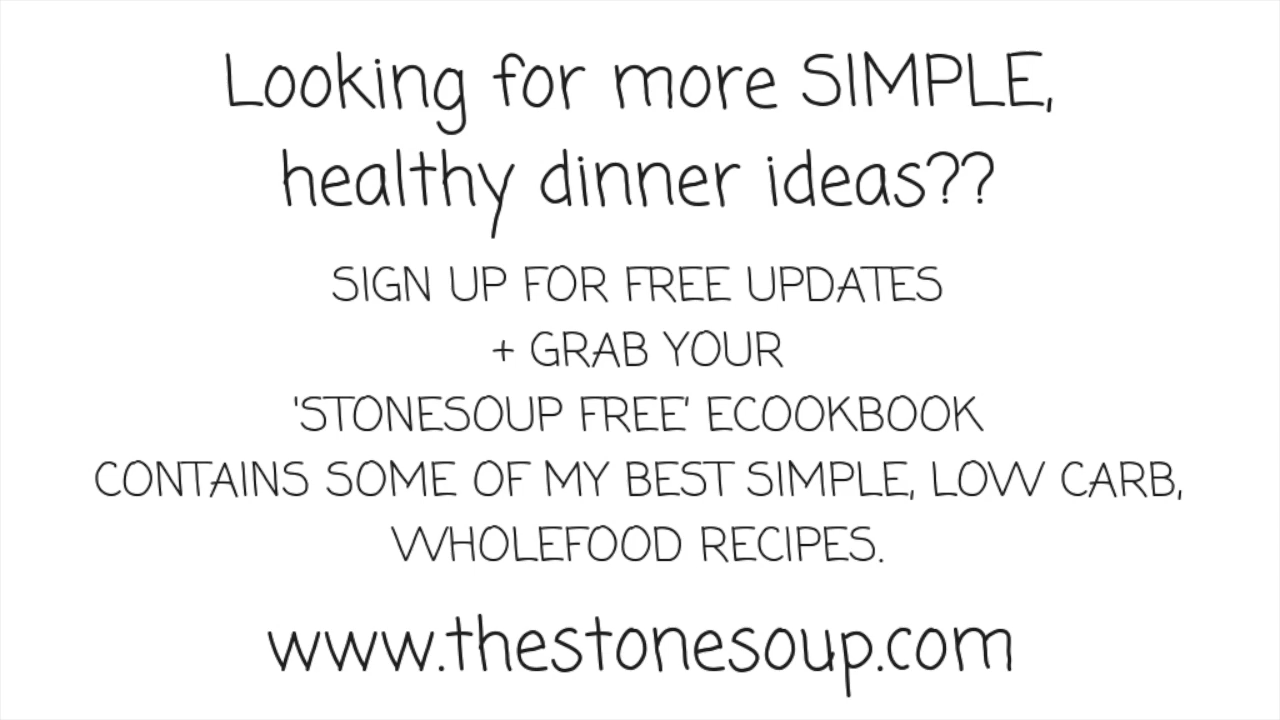 Looking for more SIMPLE,
healthy dinner ideas??
SIGN UP FOR FREE UPDATES
+ GRAB YOUR
'STONESOUP FREE' ECOOKBOOK
CONTAINS SOME OF MY BEST SIMPLE, LOW CARB,
WHOLEFOOD RECIPES.
www.thestonesoup.com